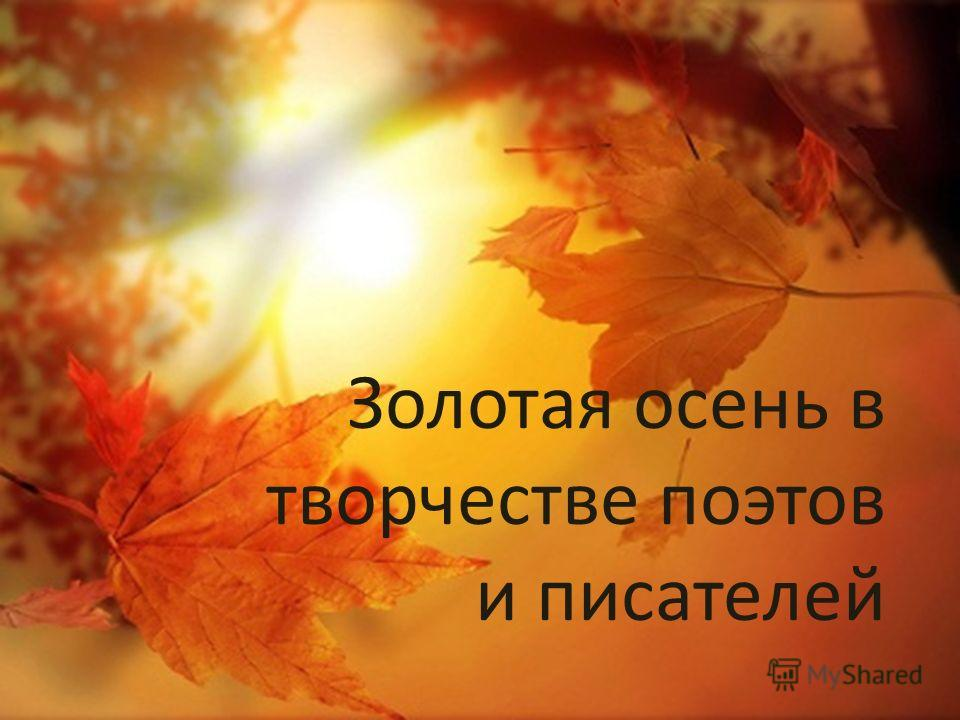 Золотая осень в
творчестве поэтов
и писателей
MyShared